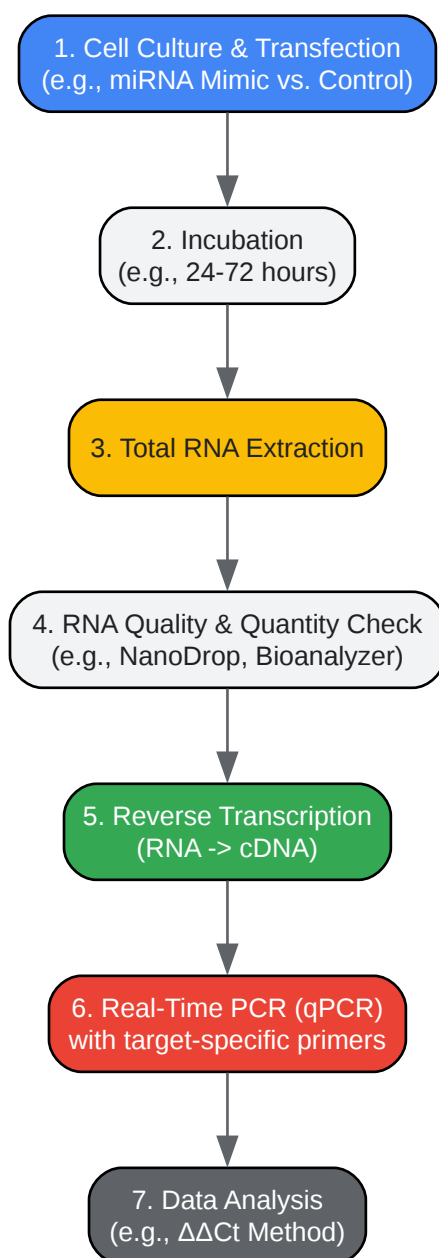 1. Cell Culture & Transfection
(e.g., miRNA Mimic vs. Control)
2. Incubation
(e.g., 24-72 hours)
3. Total RNA Extraction
4. RNA Quality & Quantity Check
(e.g., NanoDrop, Bioanalyzer)
5. Reverse Transcription
(RNA -> cDNA)
6. Real-Time PCR (qPCR)
with target-specific primers
7. Data Analysis
(e.g., ΔΔCt Method)